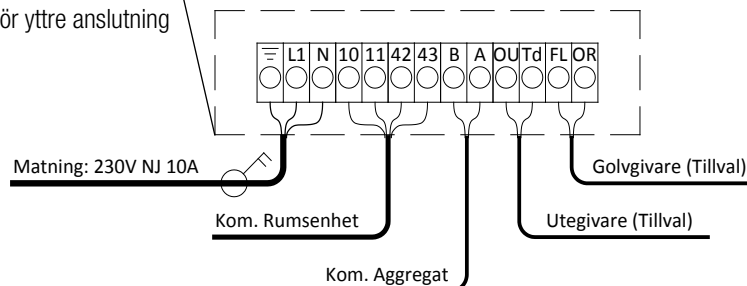 ör yttre anslutning
L1 N 10 11 42 43 B A OU Td FL OR
Matning: 230V NJ 10A
Golvgivare (Tillval)
Kom. Rumsenhet
Utegivare (Tillval)
Kom. Aggregat